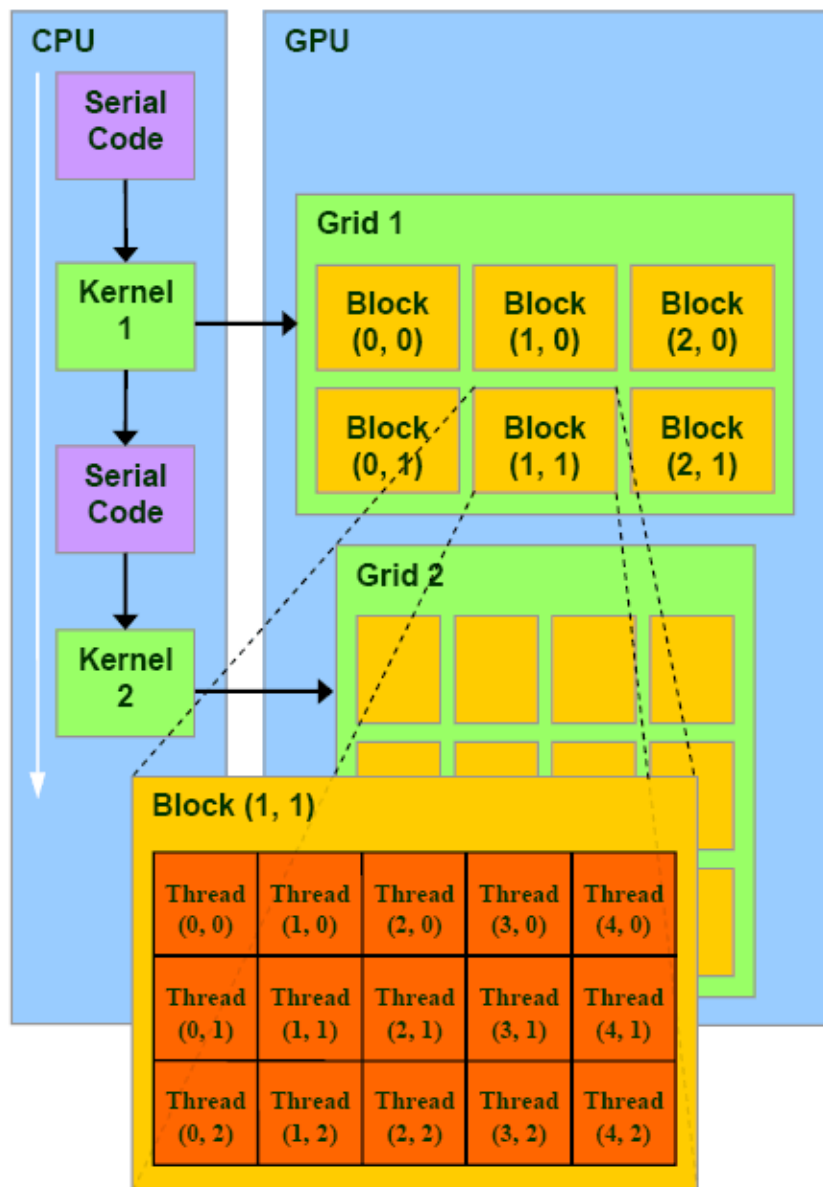 CPU
GPU
Serial
Code
Kernel
1
Serial
Code
Kernel
2
Grid 1
Block
(0, 0)
Block
(1, 0)
Block
(2, 0)
Block
(0, 1)
Block
(1, 1)
Block
(2, 1)
Grid 2
Block (1, 1)
Thread
(0, 0)
Thread
(1, 0)
Thread
(2, 0)
Thread
(3, 0)
Thread
(4, 0)
Thread
(0, 1)
Thread
(1, 1)
Thread
(2, 1)
Thread
(3, 1)
Thread
(4, 1)
Thread
(0, 2)
Thread
(1, 2)
Thread
(2, 2)
Thread
(3, 2)
Thread
(4, 2)